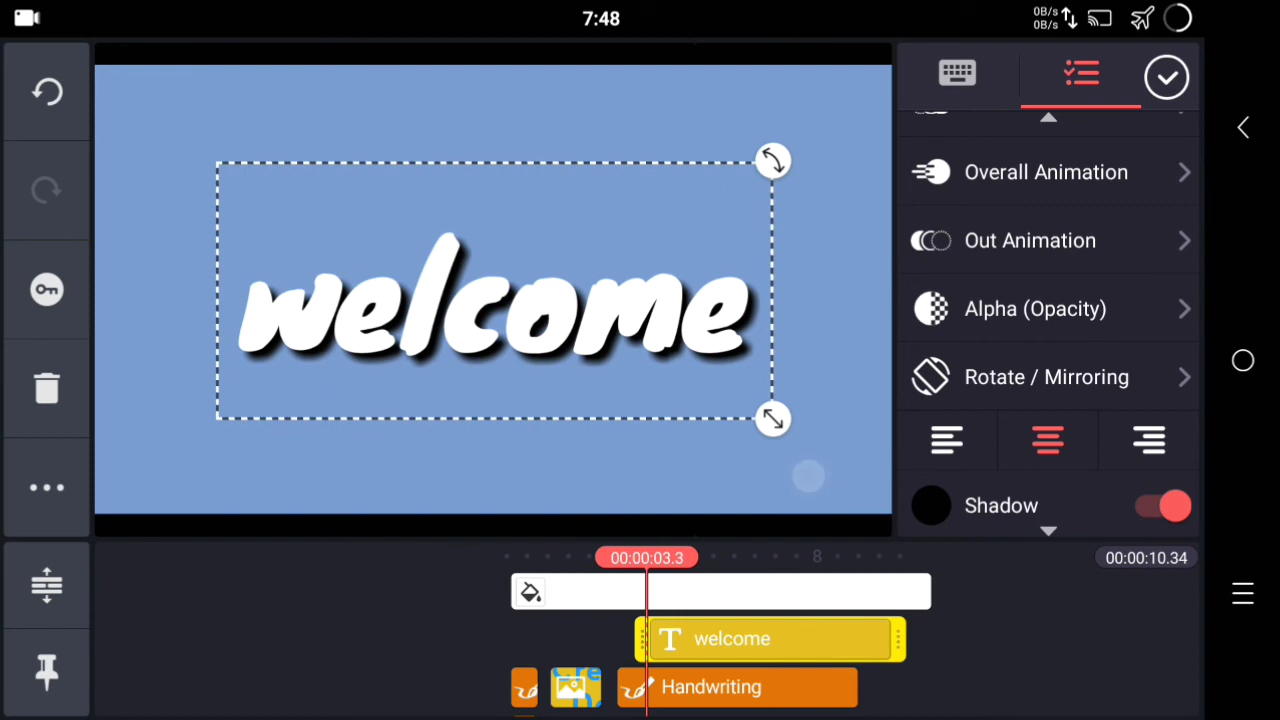 7:48
0B/s
0B/s
welcome
Overall Animation
Out Animation
Alpha (Opacity)
Rotate / Mirroring
Shadow
00:00:03.3
8
00:00:10.34
T welcome
Handwriting